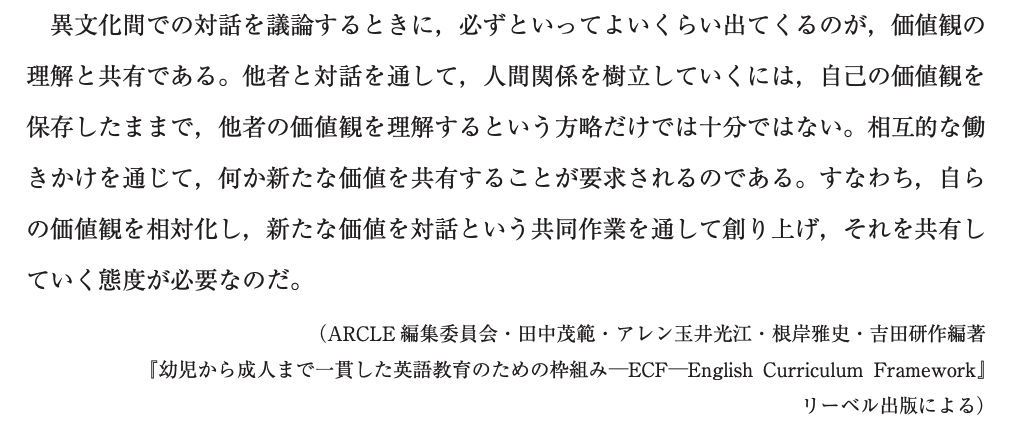 異文化間での対話を議論するときに，必ずといってよいくらい出てくるのが，価値観の
理解と共有である。他者と対話を通して，人間関係を樹立していくには，自己の価値観を
保存したままで，他者の価値観を理解するという方略だけでは十分ではない。相互的な働
きかけを通じて，何か新たな価値を共有することが要求されるのである。すなわち，自ら
の価値観を相対化し，新たな価値を対話という共同作業を通して創り上げ，それを共有し
ていく態度が必要なのだ。
（ARCLE 編集委員会・田中茂範・アレン玉井光江・根岸雅史・吉田研作編著
『幼児から成人まで一貫した英語教育のための枠組み―ECF―English Curriculum Framework』
リーベル出版による）